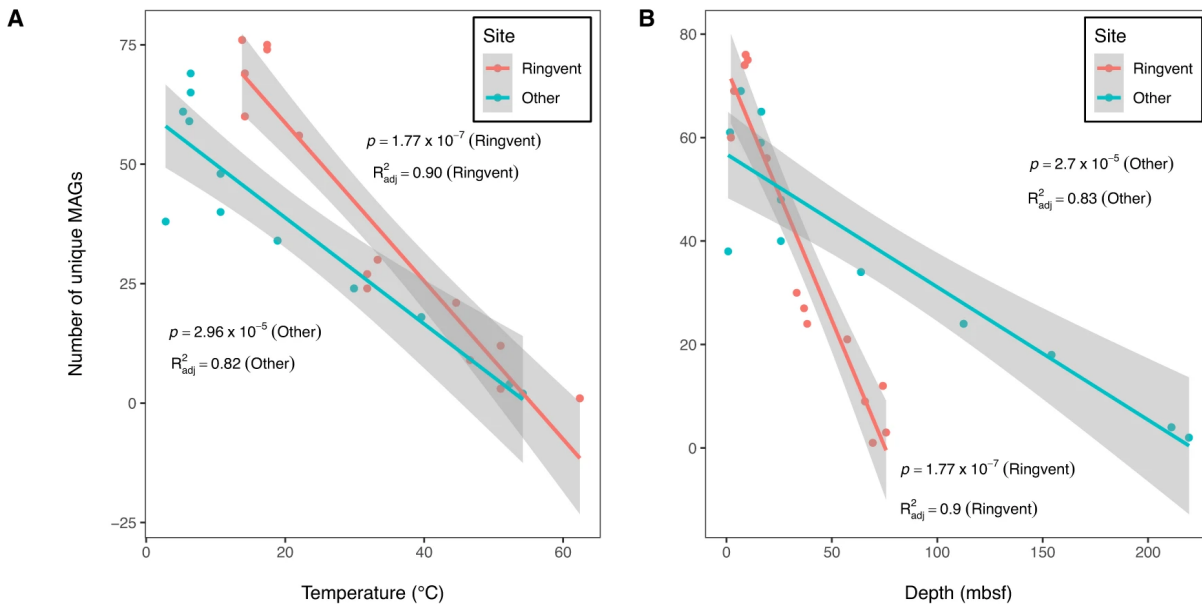 A
75
50
25
0
−25
0
20
40
60
Number of unique MAGs
Temperature (°C)
Site
Ringvent
Other
p = 1.77 x 10⁻⁷ (Ringvent)
R²adj = 0.90 (Ringvent)
p = 2.96 x 10⁻⁵ (Other)
R²adj = 0.82 (Other)
B
80
60
40
20
0
0
50
100
150
200
Depth (mbsf)
Site
Ringvent
Other
p = 2.7 x 10⁻⁵ (Other)
R²adj = 0.83 (Other)
p = 1.77 x 10⁻⁷ (Ringvent)
R²adj = 0.9 (Ringvent)